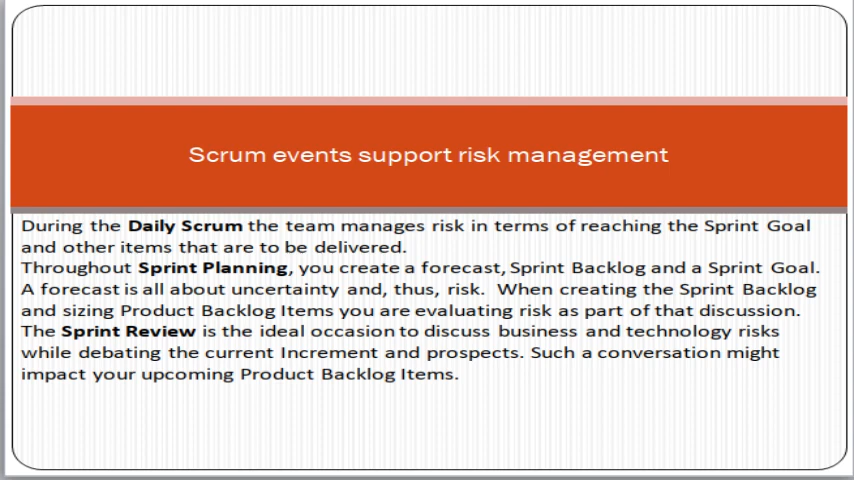 Scrum events support risk management
During the Daily Scrum the team manages risk in terms of reaching the Sprint Goal
and other items that are to be delivered.
Throughout Sprint Planning, you create a forecast, Sprint Backlog and a Sprint Goal.
A forecast is all about uncertainty and, thus, risk.  When creating the Sprint Backlog
and sizing Product Backlog Items you are evaluating risk as part of that discussion.
The Sprint Review is the ideal occasion to discuss business and technology risks
while debating the current Increment and prospects. Such a conversation might
impact your upcoming Product Backlog Items.